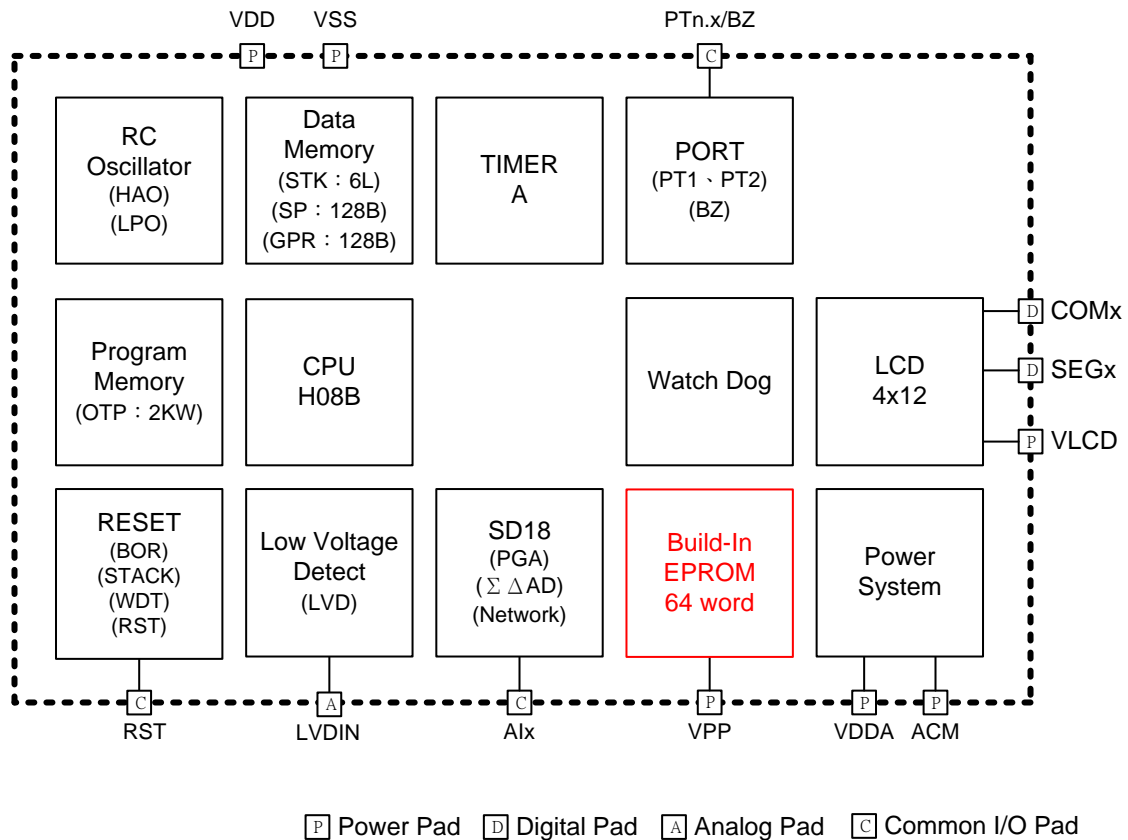 VDD VSS PTn.x/BZ
P P C
RC
Oscillator
(HAO)
(LPO)
Data
Memory
(STK：6L)
(SP：128B)
(GPR：128B)
TIMER
A
PORT
(PT1、PT2)
(BZ)
Program
Memory
(OTP：2KW)
CPU
H08B
Watch Dog
LCD
4x12
D COMx
D SEGx
P VLCD
RESET
(BOR)
(STACK)
(WDT)
(RST)
Low Voltage
Detect
(LVD)
SD18
(PGA)
(Σ ΔAD)
(Network)
Build-In
EPROM
64 word
Power
System
C A C P P P
RST LVDIN AIx VPP VDDA ACM
P Power Pad D Digital Pad A Analog Pad C Common I/O Pad